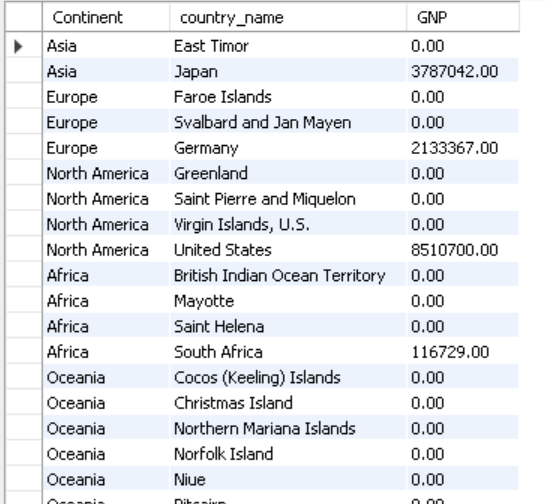 Continent country_name GNP
Asia East Timor 0.00
Asia Japan 3787042.00
Europe Faroe Islands 0.00
Europe Svalbard and Jan Mayen 0.00
Europe Germany 2133367.00
North America Greenland 0.00
North America Saint Pierre and Miquelon 0.00
North America Virgin Islands, U.S. 0.00
North America United States 8510700.00
Africa British Indian Ocean Territory 0.00
Africa Mayotte 0.00
Africa Saint Helena 0.00
Africa South Africa 116729.00
Oceania Cocos (Keeling) Islands 0.00
Oceania Christmas Island 0.00
Oceania Northern Mariana Islands 0.00
Oceania Norfolk Island 0.00
Oceania Niue 0.00
Oceania Pitcairn 0.00